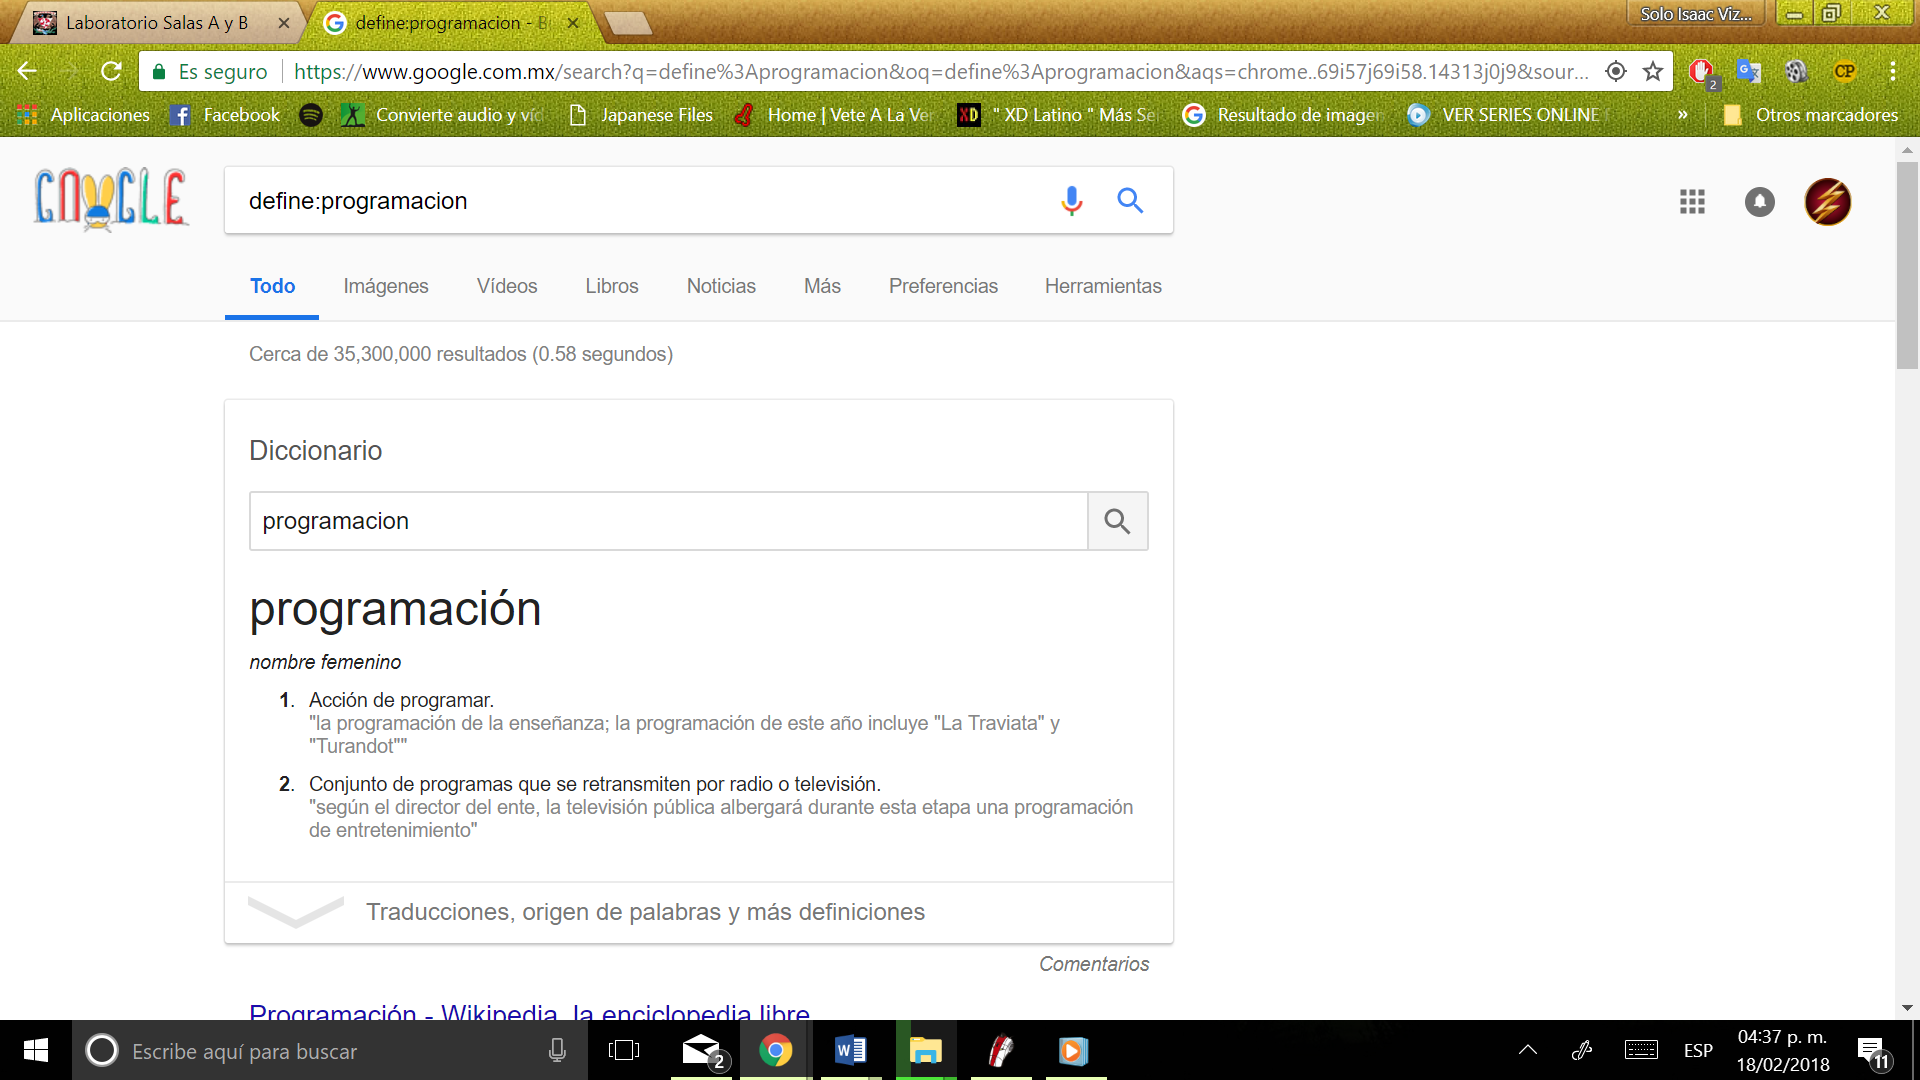 Laboratorio Salas A y B
define:programacion - B
Solo Isaac Viz...
Es seguro
https://www.google.com.mx/search?q=define%3Aprogramacion&oq=define%3Aprogramacion&aqs=chrome..69i57j69i58.14313j0j9&sour...
2
CP
Aplicaciones
Facebook
Convierte audio y víd
Japanese Files
Home | Vete A La Ver
XD
" XD Latino " Más Se
Resultado de imagen
VER SERIES ONLINE
»
Otros marcadores
GOOGLE
define:programacion
Todo
Imágenes
Vídeos
Libros
Noticias
Más
Preferencias
Herramientas
Cerca de 35,300,000 resultados (0.58 segundos)
Diccionario
programacion
programación
nombre femenino
1. Acción de programar.
"la programación de la enseñanza; la programación de este año incluye "La Traviata" y
"Turandot""
2. Conjunto de programas que se retransmiten por radio o televisión.
"según el director del ente, la televisión pública albergará durante esta etapa una programación
de entretenimiento"
Traducciones, origen de palabras y más definiciones
Comentarios
Programación - Wikipedia, la enciclopedia libre
Escribe aquí para buscar
2
W
ESP
04:37 p. m.
18/02/2018
11